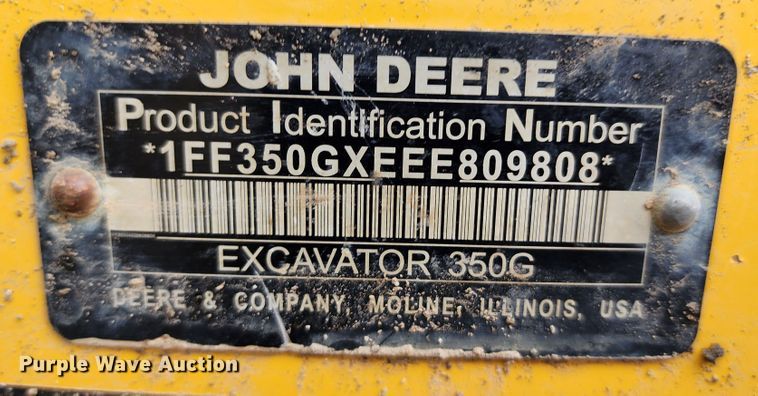 JOHN DEERE
Product Identification Number
*1FF350GXEEE809808*
EXCAVATOR 350G
DEERE & COMPANY, MOLINE, ILLINOIS, USA
Purple Wave Auction